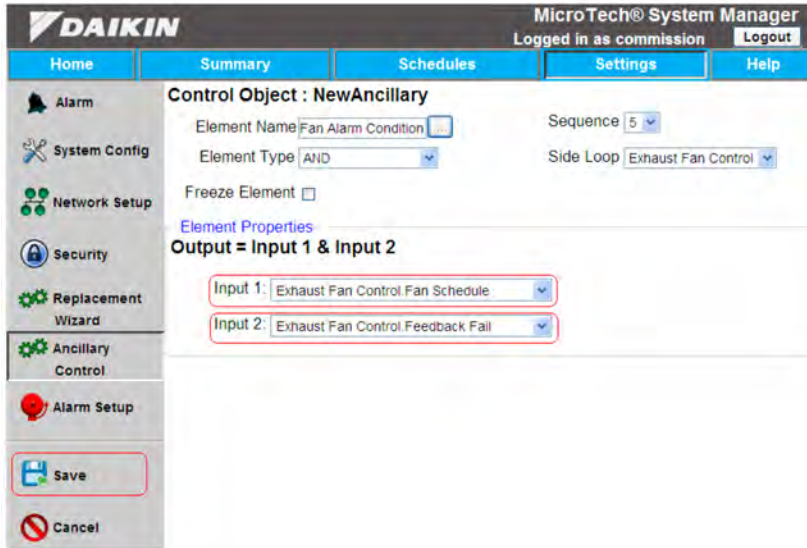 DAIKIN
MicroTech® System Manager
Logged in as commission Logout
Home Summary Schedules Settings Help
Alarm
System Config
Network Setup
Security
Replacement
Wizard
Ancillary
Control
Alarm Setup
Save
Cancel
Control Object : NewAncillary
Element Name Fan Alarm Condition ... Sequence 5
Element Type AND Side Loop Exhaust Fan Control
Freeze Element
Element Properties
Output = Input 1 & Input 2
Input 1: Exhaust Fan Control.Fan Schedule
Input 2: Exhaust Fan Control.Feedback Fail